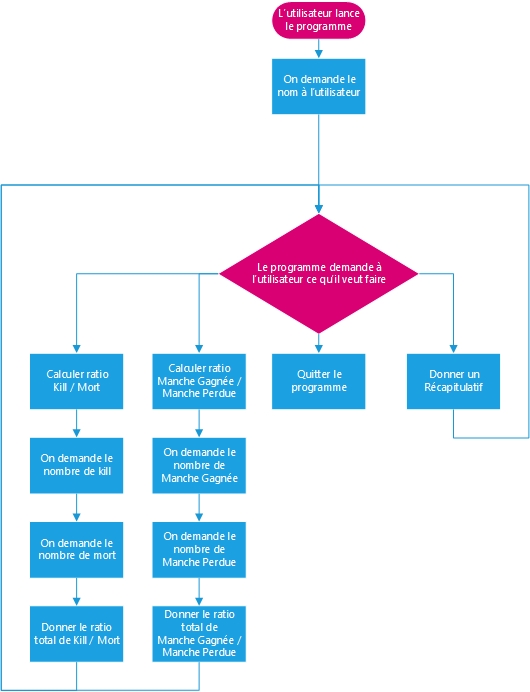 L'utilisateur lance
le programme
On demande le
nom à l'utilisateur
Le programme demande à
l'utilisateur ce qu'il veut faire
Calculer ratio
Kill / Mort
Calculer ratio
Manche Gagnée /
Manche Perdue
Quitter le
programme
Donner un
Récapitulatif
On demande le
nombre de kill
On demande le
nombre de
Manche Gagnée
On demande le
nombre de mort
On demande le
nombre de
Manche Perdue
Donner le ratio
total de Kill / Mort
Donner le ratio
total de
Manche Gagnée /
Manche Perdue